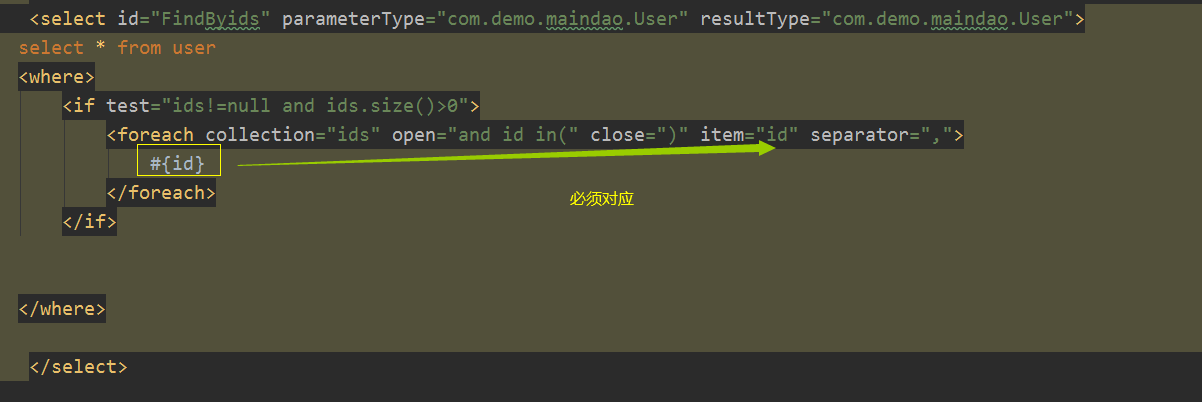 <select id="FindByids" parameterType="com.demo.maindao.User" resultType="com.demo.maindao.User">
select * from user
<where>
<if test="ids!=null and ids.size()>0">
<foreach collection="ids" open="and id in(" close=")" item="id" separator=",">
#{id}
</foreach>
必须对应
</if>
</where>
</select>